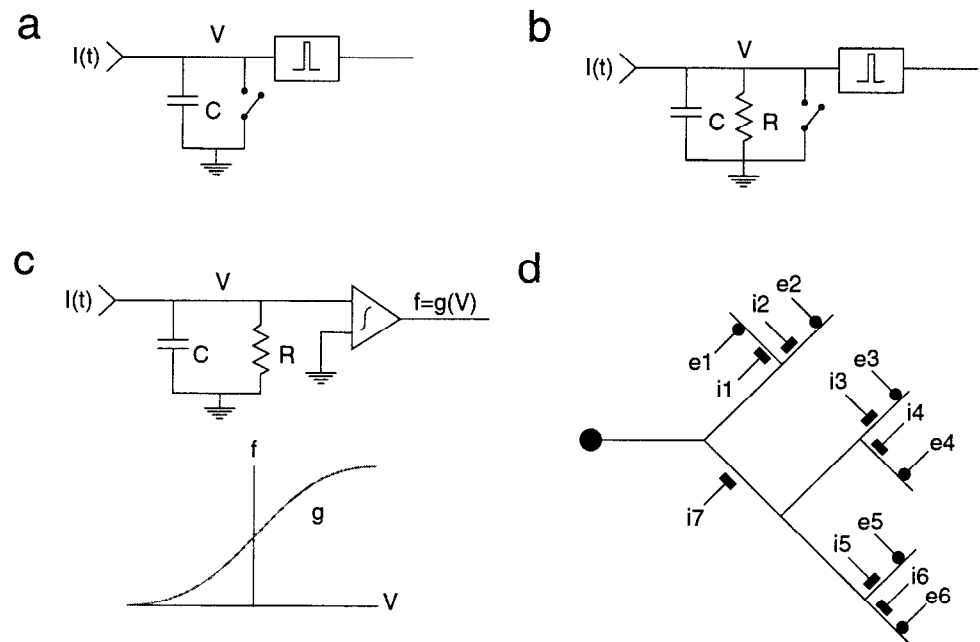 a
I(t)
V
C
b
I(t)
V
C
R
c
I(t)
V
C
R
∫
f=g(V)
f
g
V
d
e1
i1
i2
e2
i3
e3
i4
e4
i7
i5
e5
i6
e6